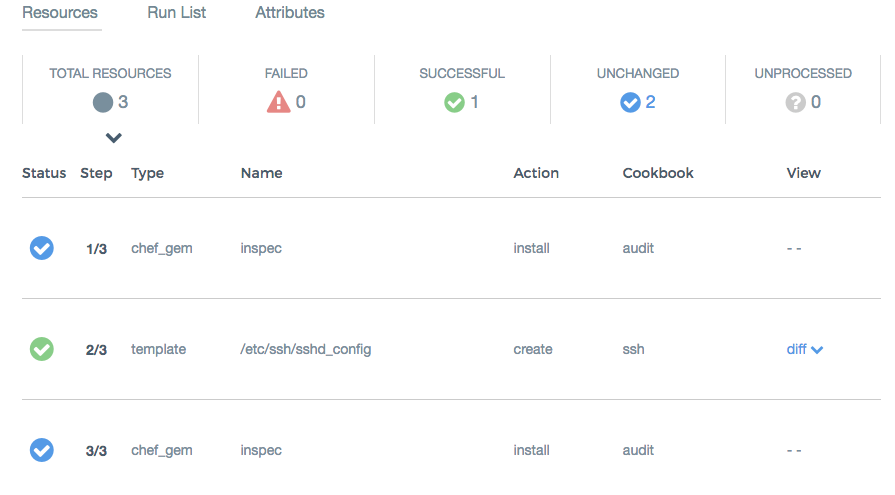 Resources Run List Attributes
TOTAL RESOURCES FAILED SUCCESSFUL UNCHANGED UNPROCESSED
3 0 1 2 0
Status Step Type Name Action Cookbook View
1/3 chef_gem inspec install audit - -
2/3 template /etc/ssh/sshd_config create ssh diff
3/3 chef_gem inspec install audit - -